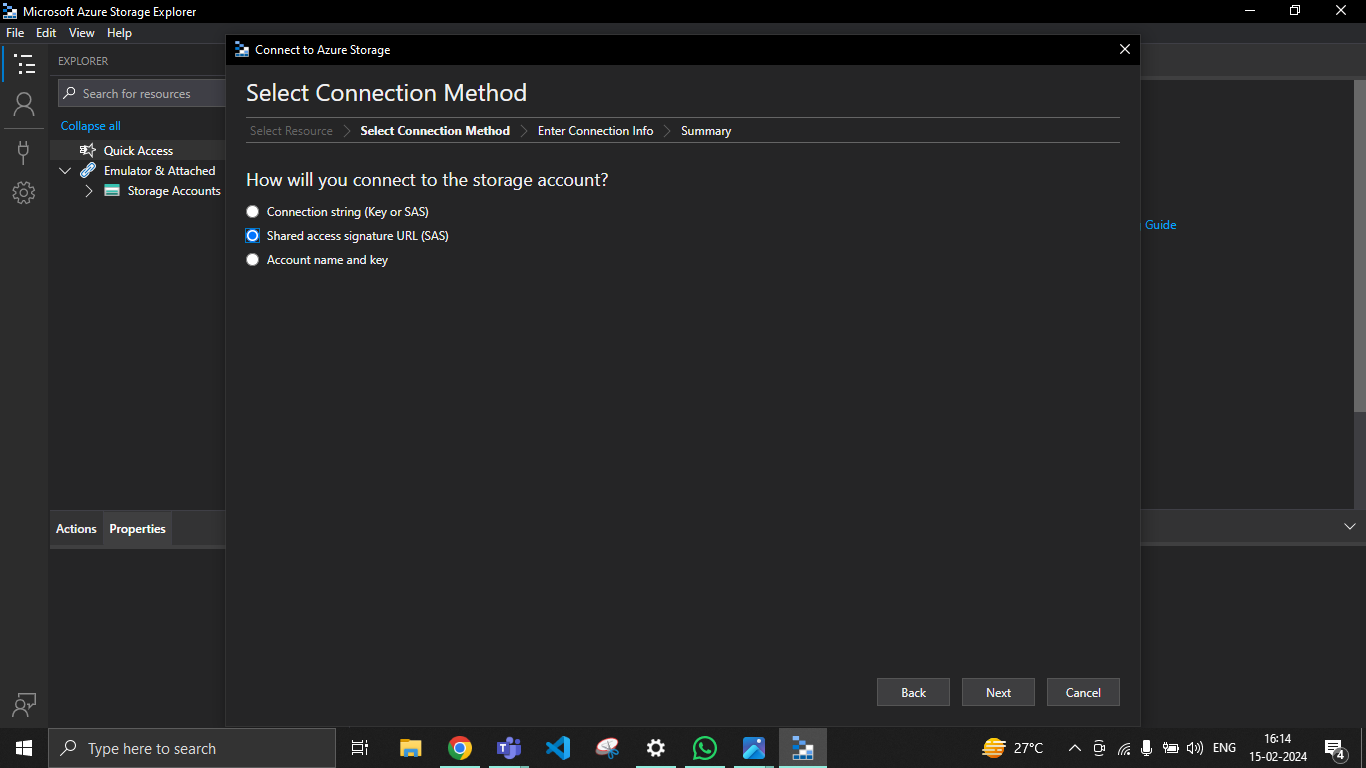 Microsoft Azure Storage Explorer
File Edit View Help
EXPLORER
Search for resources
Collapse all
Quick Access
Emulator & Attached
Storage Accounts
Actions Properties
Connect to Azure Storage
Select Connection Method
Select Resource Select Connection Method Enter Connection Info Summary
How will you connect to the storage account?
Connection string (Key or SAS)
Shared access signature URL (SAS)
Account name and key
Back Next Cancel
Guide
Type here to search
27°C
ENG
16:14
15-02-2024
4